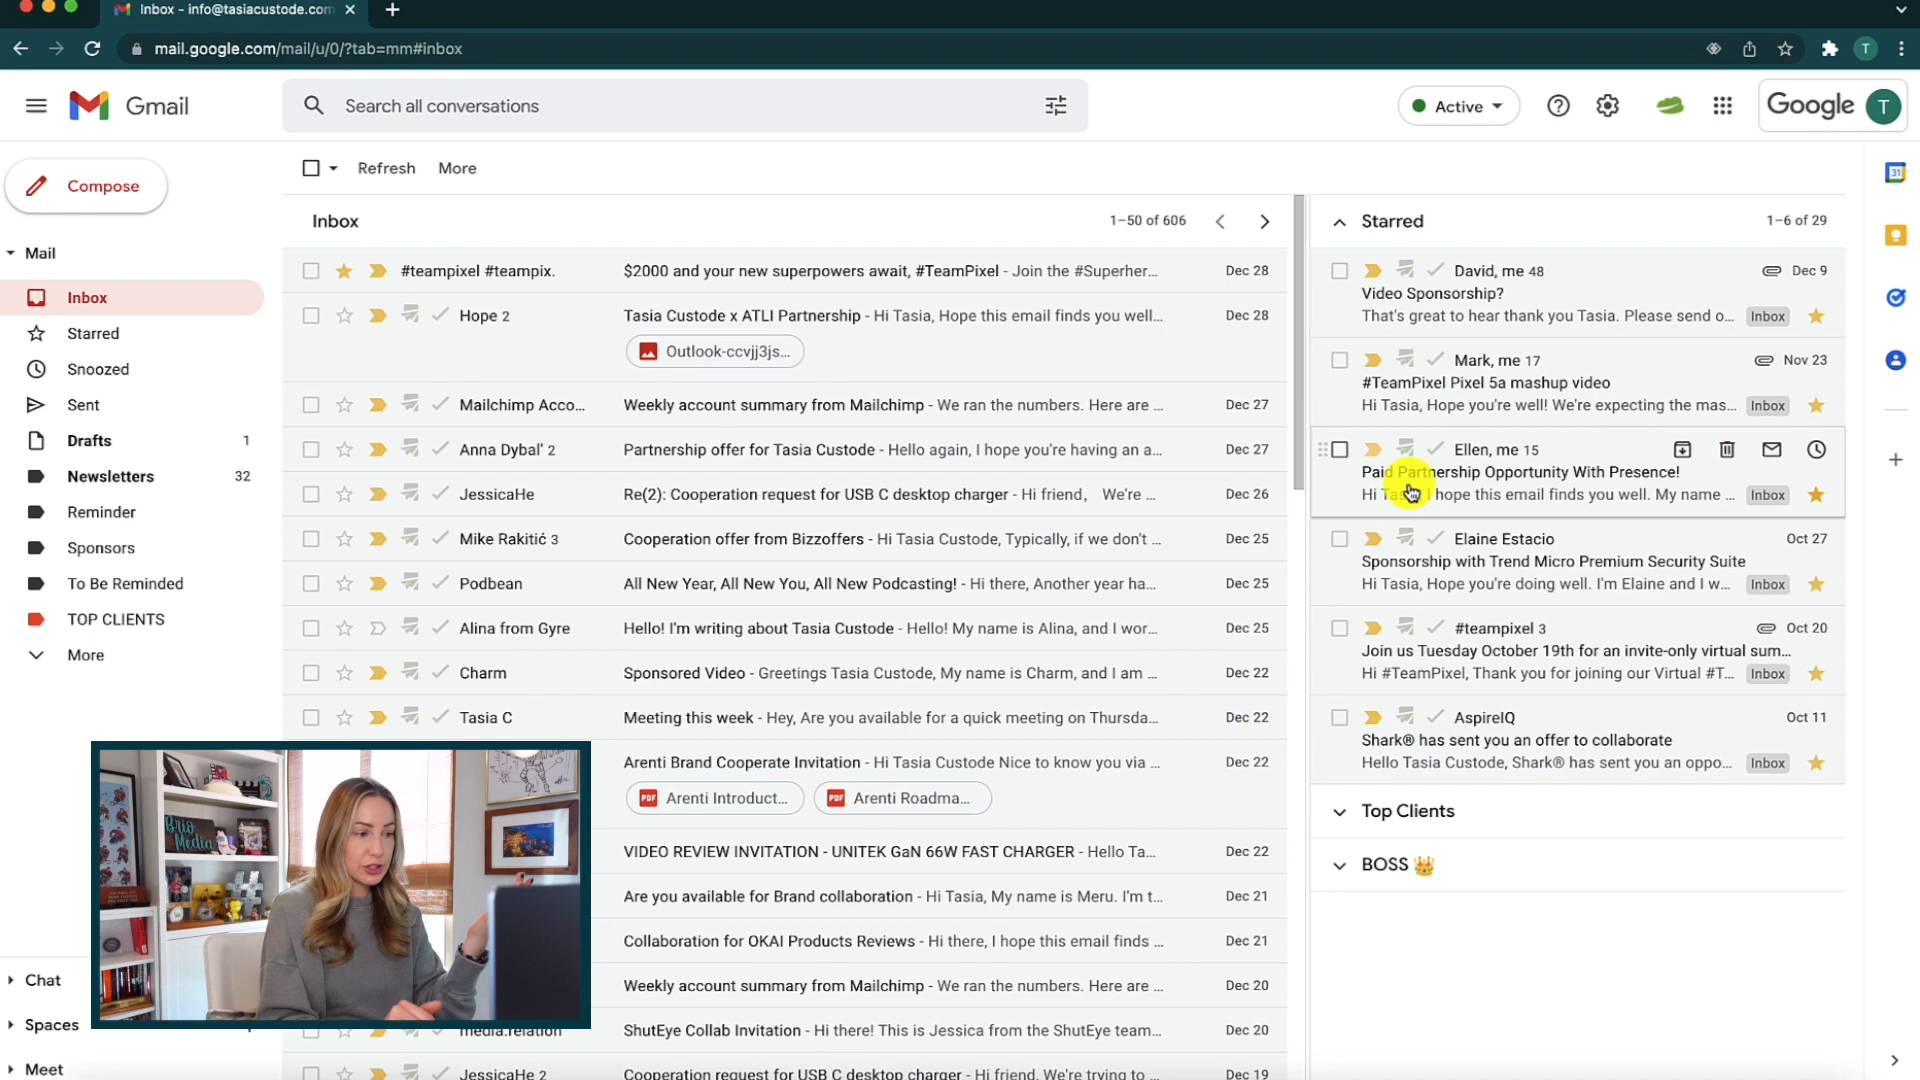 Inbox - info@tasiacustode.com
mail.google.com/mail/u/0/?tab=mm#inbox
T
Gmail
Search all conversations
Active
Google T
Compose
Refresh More
Mail
Inbox
Starred
Snoozed
Sent
Drafts 1
Newsletters 32
Reminder
Sponsors
To Be Reminded
TOP CLIENTS
More
Chat
Spaces
Meet
Inbox 1–50 of 606
#teampixel #teampix. $2000 and your new superpowers await, #TeamPixel - Join the #Superher... Dec 28
Hope 2 Tasia Custode x ATLI Partnership - Hi Tasia, Hope this email finds you well... Dec 28
Outlook-ccvjj3js...
Mailchimp Acco... Weekly account summary from Mailchimp - We ran the numbers. Here are ... Dec 27
Anna Dybal' 2 Partnership offer for Tasia Custode - Hello again, I hope you're having an a... Dec 27
JessicaHe Re(2): Cooperation request for USB C desktop charger - Hi friend， We're ... Dec 26
Mike Rakitić 3 Cooperation offer from Bizzoffers - Hi Tasia Custode, Typically, if we don't ... Dec 25
Podbean All New Year, All New You, All New Podcasting! - Hi there, Another year ha... Dec 25
Alina from Gyre Hello! I'm writing about Tasia Custode - Hello! My name is Alina, and I wor... Dec 25
Charm Sponsored Video - Greetings Tasia Custode, My name is Charm, and I am ... Dec 22
Tasia C Meeting this week - Hey, Are you available for a quick meeting on Thursda... Dec 22
Arenti Brand Cooperate Invitation - Hi Tasia Custode Nice to know you via ... Dec 22
PDF Arenti Introduct... PDF Arenti Roadma...
VIDEO REVIEW INVITATION - UNITEK GaN 66W FAST CHARGER - Hello Ta... Dec 22
Are you available for Brand collaboration - Hi Tasia, My name is Meru. I'm t... Dec 21
Collaboration for OKAI Products Reviews - Hi there, I hope this email finds ... Dec 21
Weekly account summary from Mailchimp - We ran the numbers. Here are ... Dec 20
media.relation ShutEye Collab Invitation - Hi there! This is Jessica from the ShutEye team... Dec 20
JessicaHe 2 Cooperation request for USB C desktop charger - Hi friend, We're trying to ... Dec 19
Starred 1–6 of 29
David, me 48 Dec 9
Video Sponsorship?
That's great to hear thank you Tasia. Please send o... Inbox
Mark, me 17 Nov 23
#TeamPixel Pixel 5a mashup video
Hi Tasia, Hope you're well! We're expecting the mas... Inbox
Ellen, me 15
Paid Partnership Opportunity With Presence!
Hi I hope this email finds you well. My name ... Inbox
Elaine Estacio Oct 27
Sponsorship with Trend Micro Premium Security Suite
Hi Tasia, Hope you're doing well. I'm Elaine and I w... Inbox
#teampixel 3 Oct 20
Join us Tuesday October 19th for an invite-only virtual sum...
Hi #TeamPixel, Thank you for joining our Virtual #T... Inbox
AspireIQ Oct 11
Shark® has sent you an offer to collaborate
Hello Tasia Custode, Shark® has sent you an oppo... Inbox
Top Clients
BOSS
31
Brio
Media